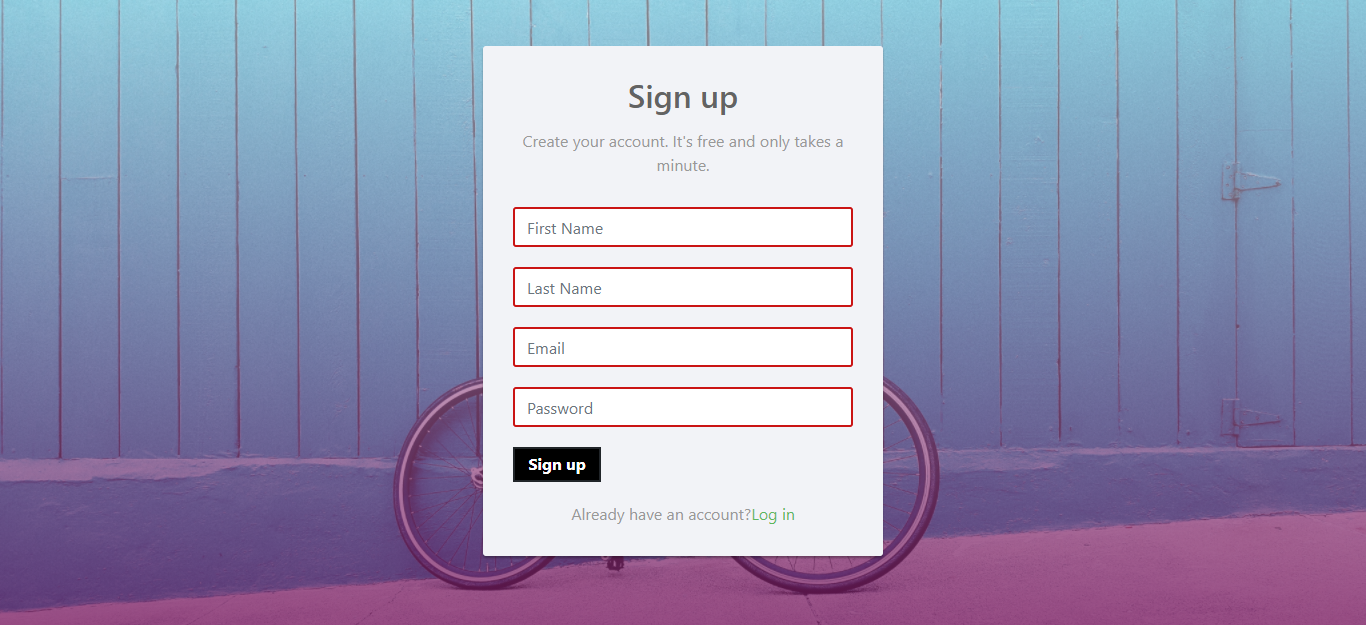 Sign up
Create your account. It's free and only takes a
minute.
First Name
Last Name
Email
Password
Sign up
Already have an account?Log in